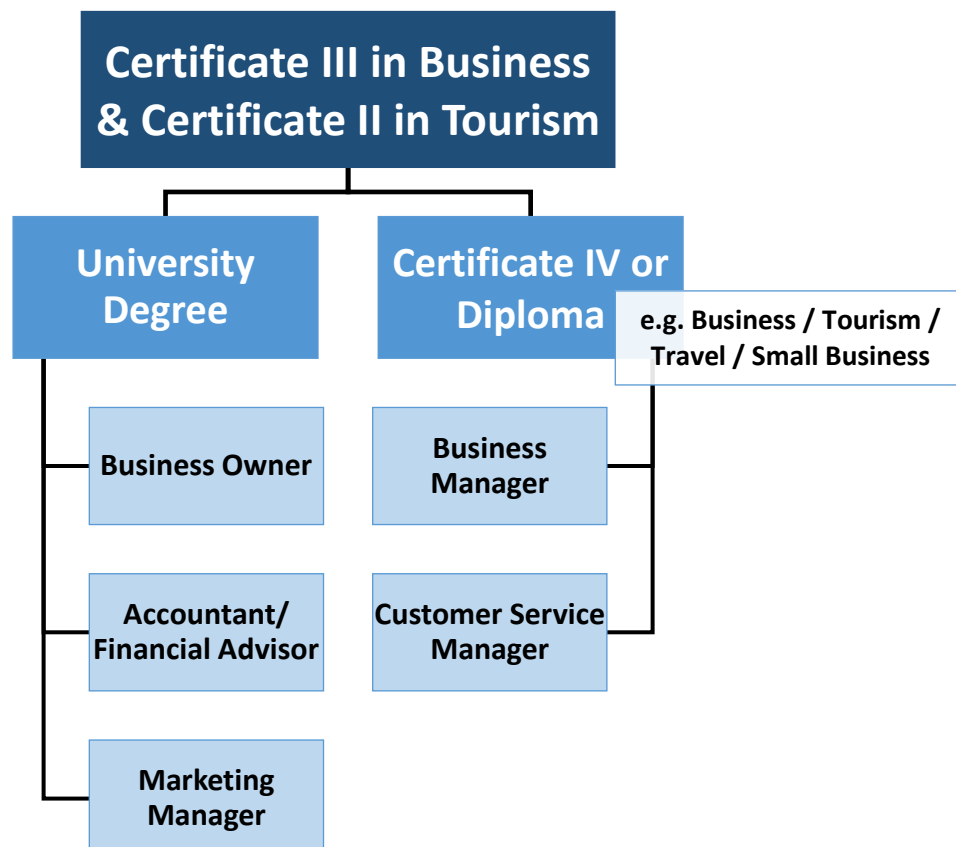 Certificate III in Business
& Certificate II in Tourism
University
Degree
Certificate IV or
Diploma
e.g. Business / Tourism /
Travel / Small Business
Business Owner
Accountant/
Financial Advisor
Marketing
Manager
Business
Manager
Customer Service
Manager